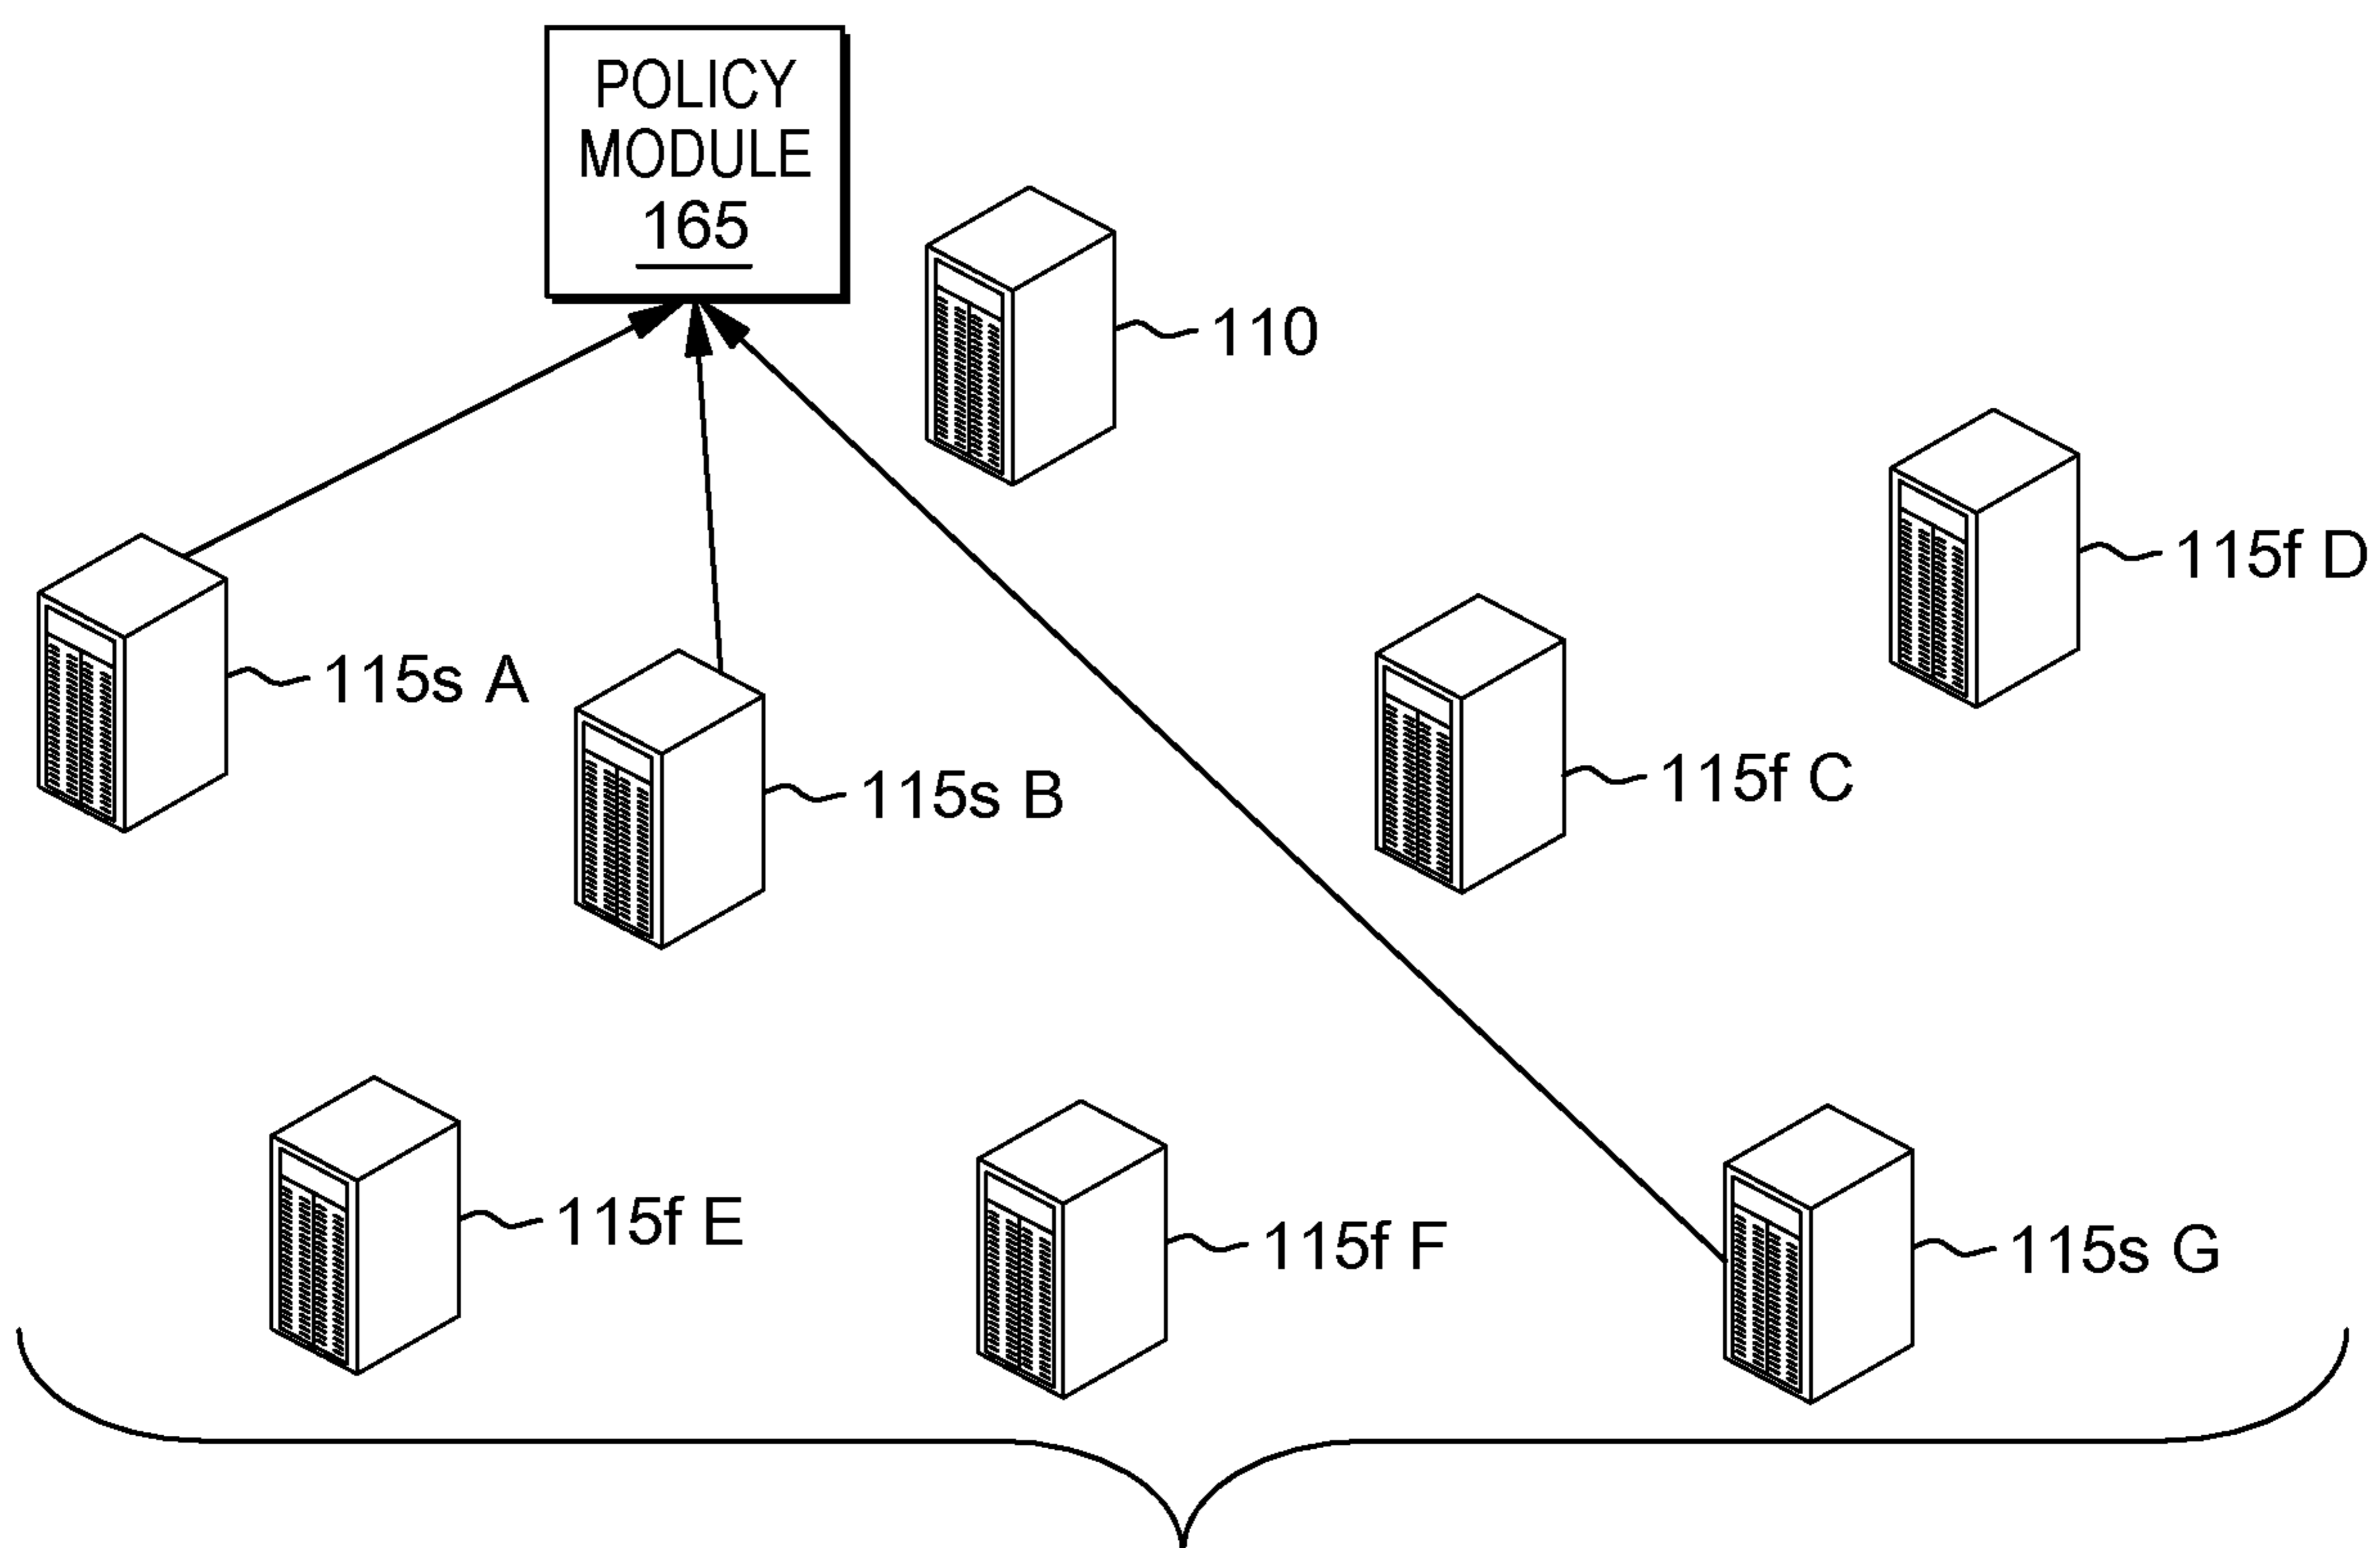 POLICY
MODULE
165
110
115f D
115s A
115f C
115s B
115f E
115f F
115s G